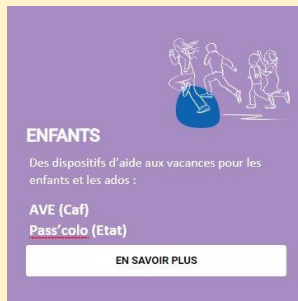 ENFANTS
Des dispositifs d'aide aux vacances pour les
enfants et les ados :
AVE (Caf)
Pass'colo (Etat)
EN SAVOIR PLUS